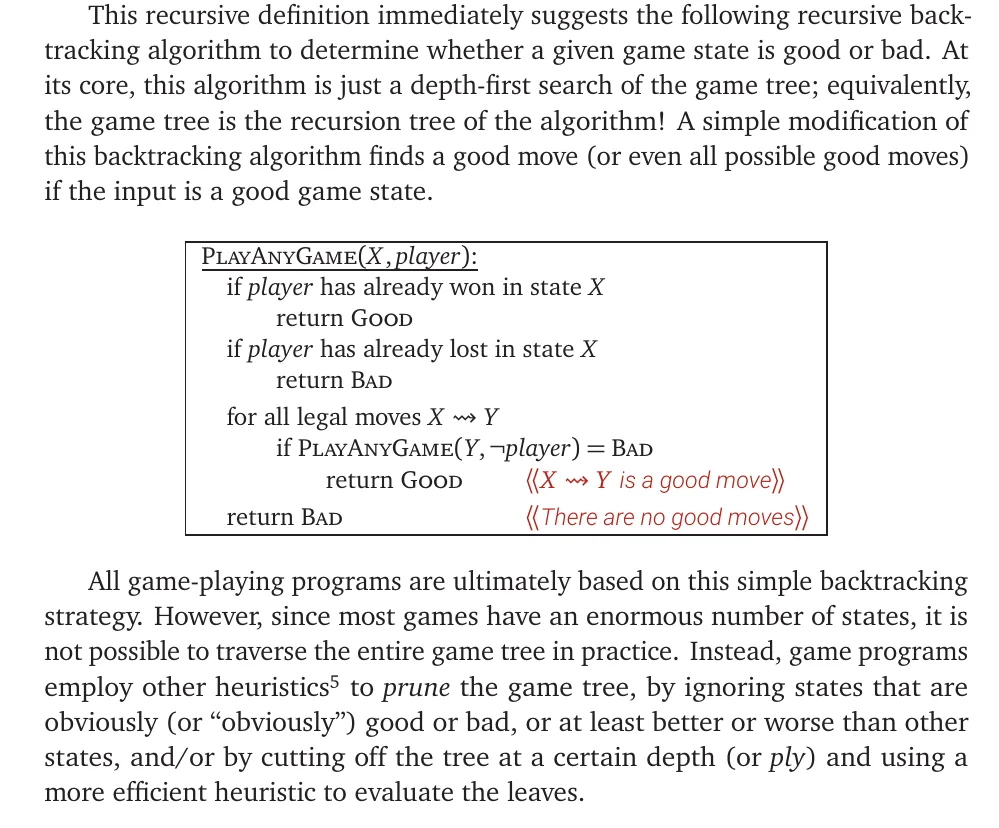 This recursive definition immediately suggests the following recursive back-
tracking algorithm to determine whether a given game state is good or bad. At
its core, this algorithm is just a depth-first search of the game tree; equivalently,
the game tree is the recursion tree of the algorithm! A simple modification of
this backtracking algorithm finds a good move (or even all possible good moves)
if the input is a good game state.
PlayAnyGame(X, player):
if player has already won in state X
return Good
if player has already lost in state X
return Bad
for all legal moves X ⇝ Y
if PlayAnyGame(Y, ¬player) = Bad
return Good ⟨⟨X ⇝ Y is a good move⟩⟩
return Bad ⟨⟨There are no good moves⟩⟩
All game-playing programs are ultimately based on this simple backtracking
strategy. However, since most games have an enormous number of states, it is
not possible to traverse the entire game tree in practice. Instead, game programs
employ other heuristics⁵ to prune the game tree, by ignoring states that are
obviously (or “obviously”) good or bad, or at least better or worse than other
states, and/or by cutting off the tree at a certain depth (or ply) and using a
more efficient heuristic to evaluate the leaves.